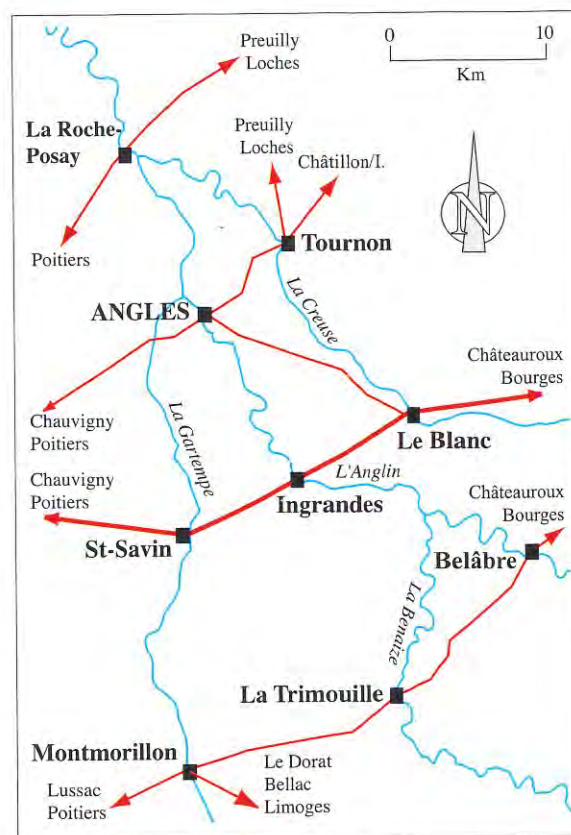 Preuilly
Loches
0
10
Km
La Roche-
Posay
Preuilly
Loches
Châtillon/I.
N
Poitiers
Tournon
La Creuse
ANGLES
Châteauroux
Bourges
Chauvigny
Poitiers
La Gartempe
Le Blanc
Chauvigny
Poitiers
L'Anglin
Ingrandes
Châteauroux
Bourges
St-Savin
Belâbre
La Benaize
La Trimouille
Montmorillon
Le Dorat
Bellac
Limoges
Lussac
Poitiers